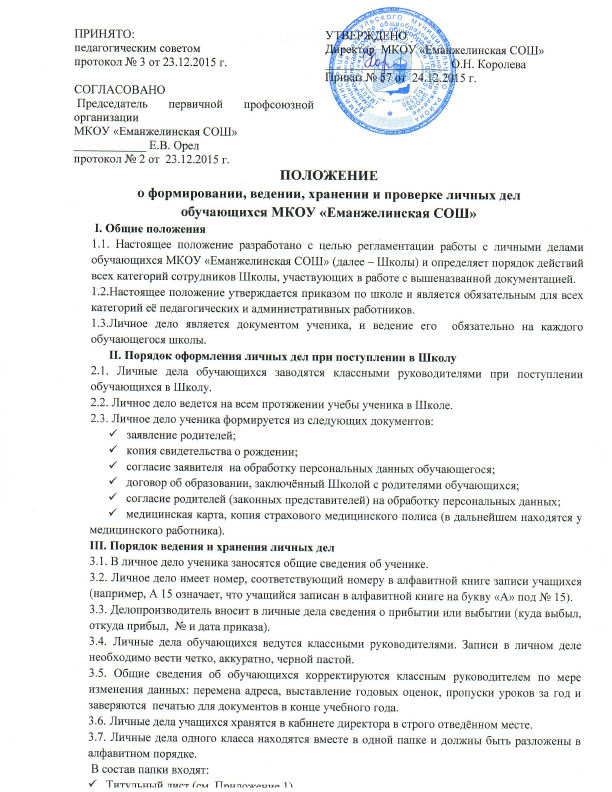 ПРИНЯТО:
педагогическим советом
протокол № 3 от 23.12.2015 г.
УТВЕРЖДЕНО
Директор МКОУ «Еманжелинская СОШ»
О.Н. Королева
Приказ № 57 от 24.12.2015 г.
СОГЛАСОВАНО
Председатель первичной профсоюзной
организации
МКОУ «Еманжелинская СОШ»
_______________ Е.В. Орел
протокол № 2 от 23.12.2015 г.
ПОЛОЖЕНИЕ
о формировании, ведении, хранении и проверке личных дел
обучающихся МКОУ «Еманжелинская СОШ»
I. Общие положения
1.1. Настоящее положение разработано с целью регламентации работы с личными делами
обучающихся МКОУ «Еманжелинская СОШ» (далее – Школы) и определяет порядок действий
всех категорий сотрудников Школы, участвующих в работе с вышеназванной документацией.
1.2.Настоящее положение утверждается приказом по школе и является обязательным для всех
категорий её педагогических и административных работников.
1.3.Личное дело является документом ученика, и ведение его обязательно на каждого
обучающегося школы.
II. Порядок оформления личных дел при поступлении в Школу
2.1. Личные дела обучающихся заводятся классными руководителями при поступлении
обучающихся в Школу.
2.2. Личное дело ведется на всем протяжении учебы ученика в Школе.
2.3. Личное дело ученика формируется из следующих документов:
✓ заявление родителей;
✓ копия свидетельства о рождении;
✓ согласие заявителя на обработку персональных данных обучающегося;
✓ договор об образовании, заключённый Школой с родителями обучающихся;
✓ согласие родителей (законных представителей) на обработку персональных данных;
✓ медицинская карта, копия страхового медицинского полиса (в дальнейшем находятся у
медицинского работника).
III. Порядок ведения и хранения личных дел
3.1. В личное дело ученика заносятся общие сведения об ученике.
3.2. Личное дело имеет номер, соответствующий номеру в алфавитной книге записи учащихся
(например, А 15 означает, что учащийся записан в алфавитной книге на букву «А» под № 15).
3.3. Делопроизводитель вносит в личные дела сведения о прибытии или выбытии (куда выбыл,
откуда прибыл, № и дата приказа).
3.4. Личные дела обучающихся ведутся классными руководителями. Записи в личном деле
необходимо вести четко, аккуратно, черной пастой.
3.5. Общие сведения об обучающихся корректируются классным руководителем по мере
изменения данных: перемена адреса, выставление годовых оценок, пропуски уроков за год и
заверяются печатью для документов в конце учебного года.
3.6. Личные дела учащихся хранятся в кабинете директора в строго отведённом месте.
3.7. Личные дела одного класса находятся вместе в одной папке и должны быть разложены в
алфавитном порядке.
В состав папки входят:
✓ Титульный лист (см. Приложение 1)